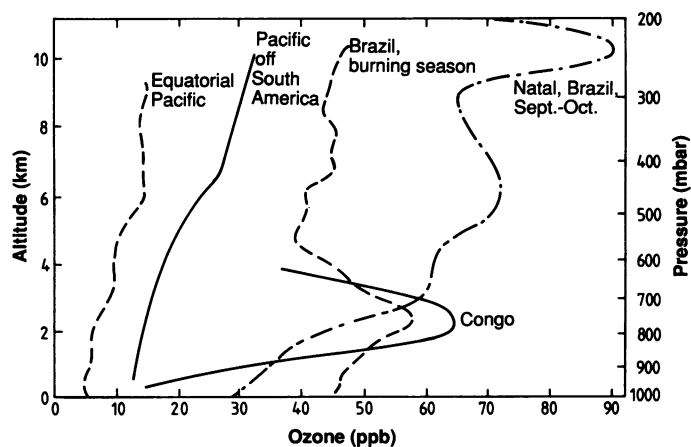 10
8
6
4
2
0
Altitude (km)
Equatorial
Pacific
Pacific
off
South
America
Brazil,
burning season
Natal, Brazil,
Sept.-Oct.
Congo
200
300
400
500
600
700
800
900
1000
Pressure (mbar)
0 10 20 30 40 50 60 70 80 90
Ozone (ppb)